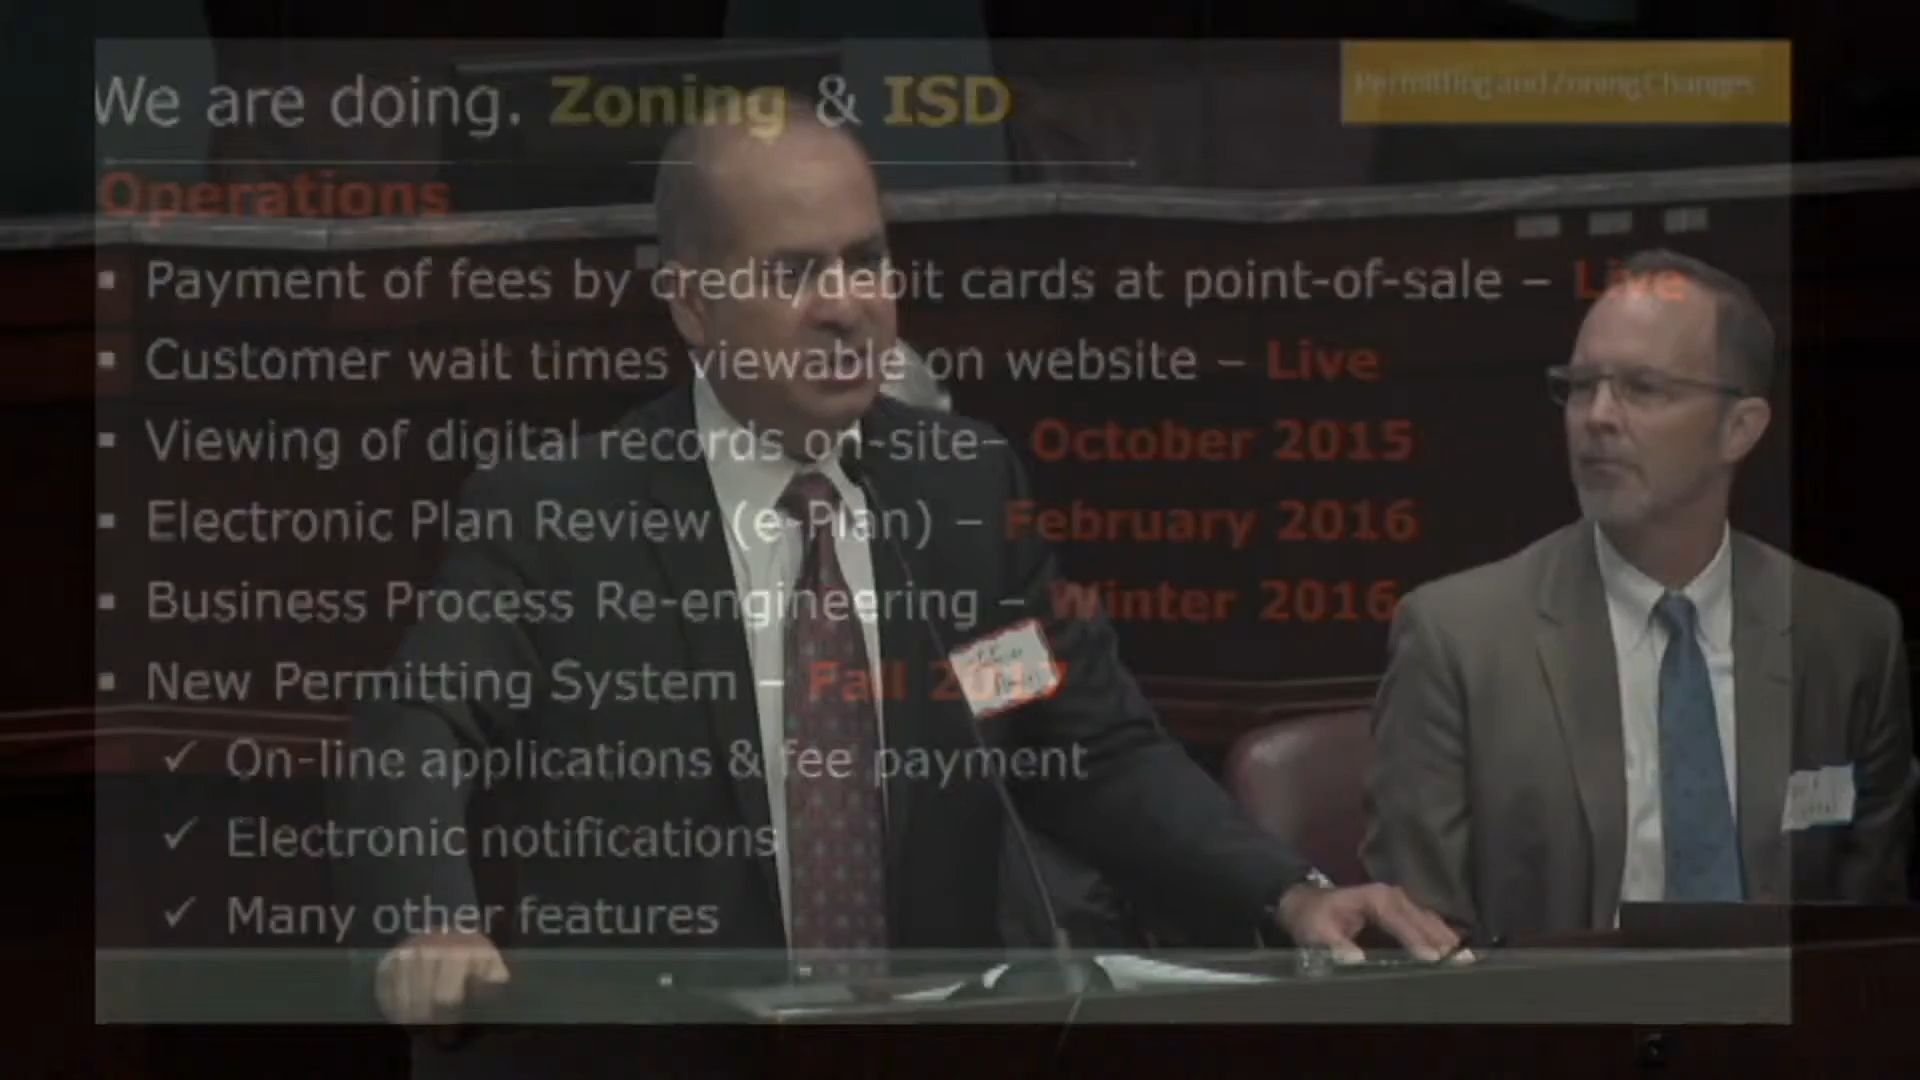 We are doing. Zoning & ISD
Permitting and Zoning Changes
Operations
▪ Payment of fees by credit/debit cards at point-of-sale – Live
▪ Customer wait times viewable on website – Live
▪ Viewing of digital records on-site– October 2015
▪ Electronic Plan Review (e-Plan) – February 2016
▪ Business Process Re-engineering – Winter 2016
▪ New Permitting System – Fall 2017
✓ On-line applications & fee payment
✓ Electronic notifications
✓ Many other features